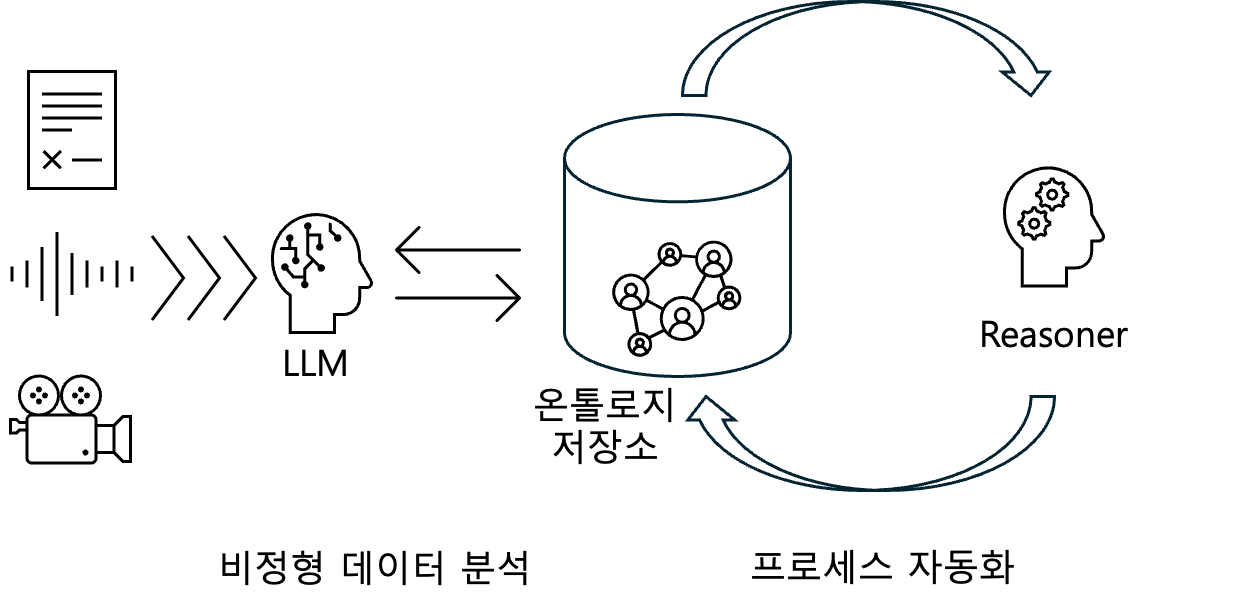 LLM
온톨로지
저장소
Reasoner
비정형 데이터 분석
프로세스 자동화